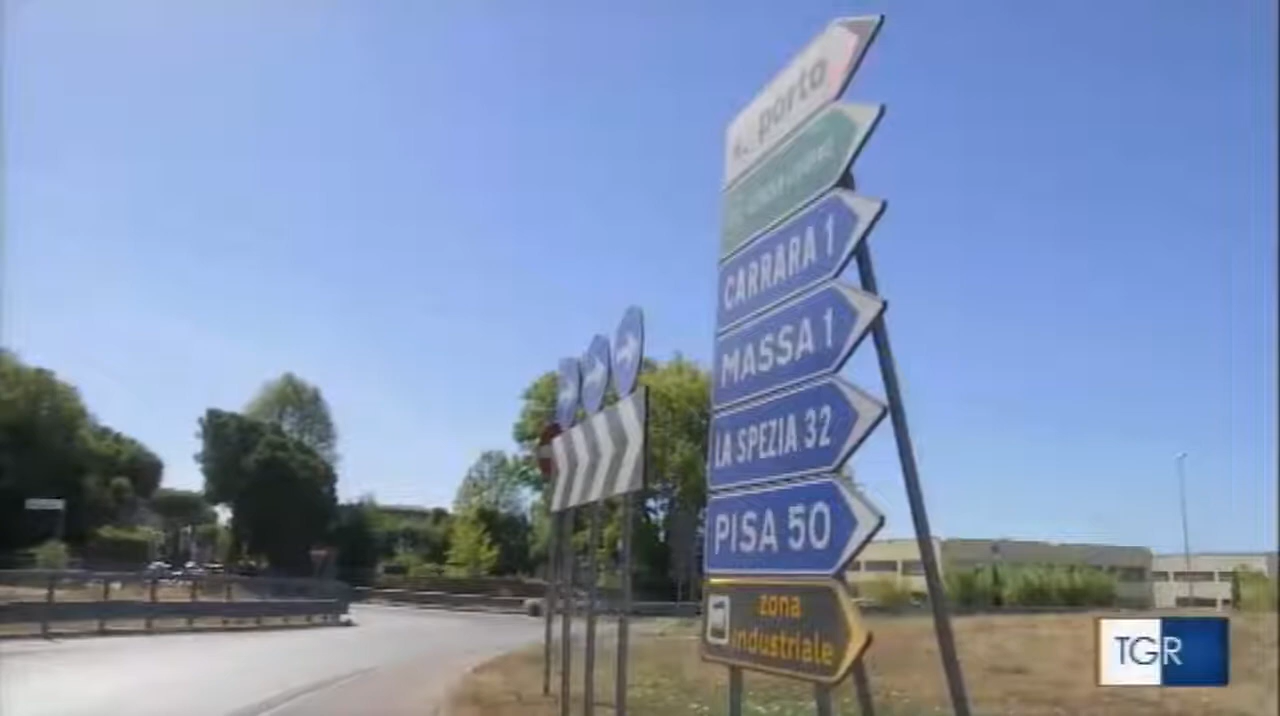 porto
CARRARA 1
MASSA 1
LA SPEZIA 32
PISA 50
zona
industriale
TGR